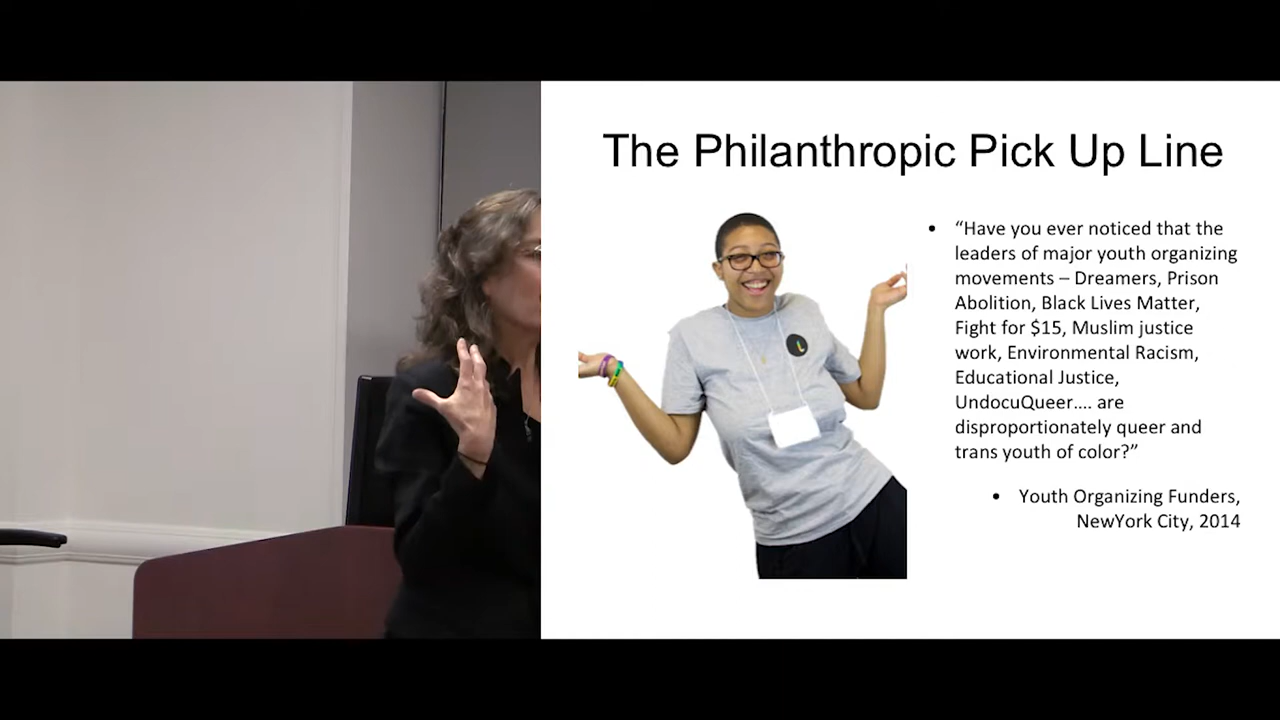 The Philanthropic Pick Up Line
• “Have you ever noticed that the
leaders of major youth organizing
movements – Dreamers, Prison
Abolition, Black Lives Matter,
Fight for $15, Muslim justice
work, Environmental Racism,
Educational Justice,
UndocuQueer.... are
disproportionately queer and
trans youth of color?”
• Youth Organizing Funders,
NewYork City, 2014